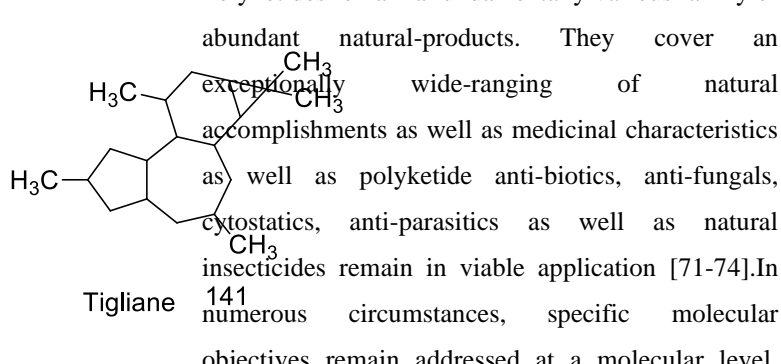 abundant natural-products. They cover an
CH3
exceptionally wide-ranging of natural
H3C
CH3
accomplishments as well as medicinal characteristics
H3C
as well as polyketide anti-biotics, anti-fungals,
cytostatics, anti-parasitics as well as natural
CH3
insecticides remain in viable application [71-74].In
Tigliane 141
numerous circumstances, specific molecular
objectives remain addressed at a molecular level.